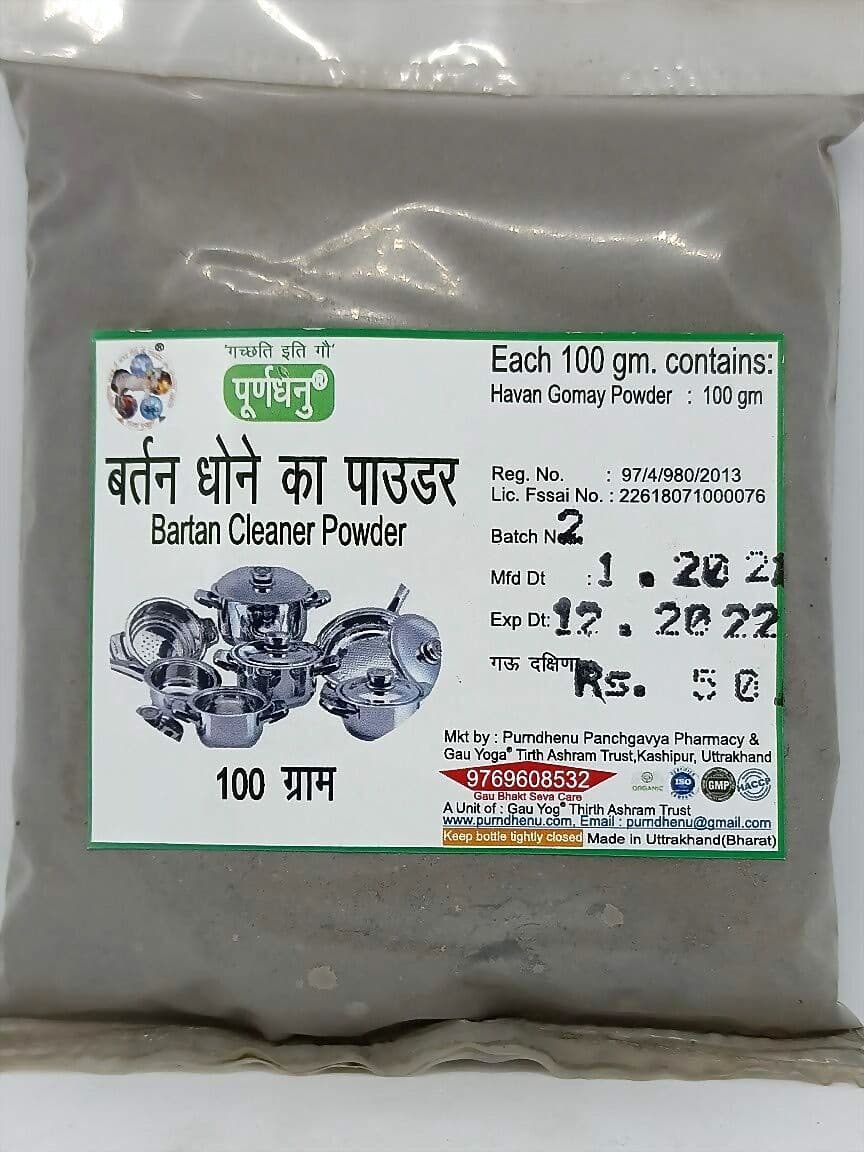 'गच्छति इति गौ'
पूर्णधेनु®
बर्तन धोने का पाउडर
Bartan Cleaner Powder
100 ग्राम
Each 100 gm. contains:
Havan Gomay Powder : 100 gm
Reg. No. : 97/4/980/2013
Lic. Fssai No. : 22618071000076
Batch No. 2
Mfd Dt : 1.2021
Exp Dt: 12.2022
गऊ दक्षिणा Rs. 50
Mkt by : Purndhenu Panchgavya Pharmacy &
Gau Yoga® Tirth Ashram Trust,Kashipur, Uttrakhand
9769608532
Gau Bhakt Seva Care
ORGANIC ISO GMP HACCP
A Unit of : Gau Yog® Thirth Ashram Trust
www.purndhenu.com, Email : purndhenu@gmail.com
Keep bottle tightly closed Made in Uttrakhand(Bharat)